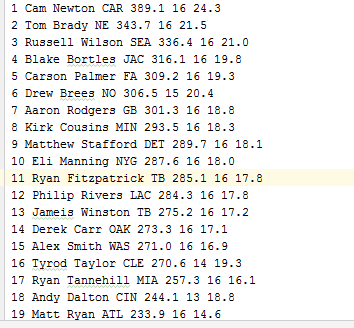 1 Cam Newton CAR 389.1 16 24.3
2 Tom Brady NE 343.7 16 21.5
3 Russell Wilson SEA 336.4 16 21.0
4 Blake Bortles JAC 316.1 16 19.8
5 Carson Palmer FA 309.2 16 19.3
6 Drew Brees NO 306.5 15 20.4
7 Aaron Rodgers GB 301.3 16 18.8
8 Kirk Cousins MIN 293.5 16 18.3
9 Matthew Stafford DET 289.7 16 18.1
10 Eli Manning NYG 287.6 16 18.0
11 Ryan Fitzpatrick TB 285.1 16 17.8
12 Philip Rivers LAC 284.3 16 17.8
13 Jameis Winston TB 275.2 16 17.2
14 Derek Carr OAK 273.3 16 17.1
15 Alex Smith WAS 271.0 16 16.9
16 Tyrod Taylor CLE 270.6 14 19.3
17 Ryan Tannehill MIA 257.3 16 16.1
18 Andy Dalton CIN 244.1 13 18.8
19 Matt Ryan ATL 233.9 16 14.6